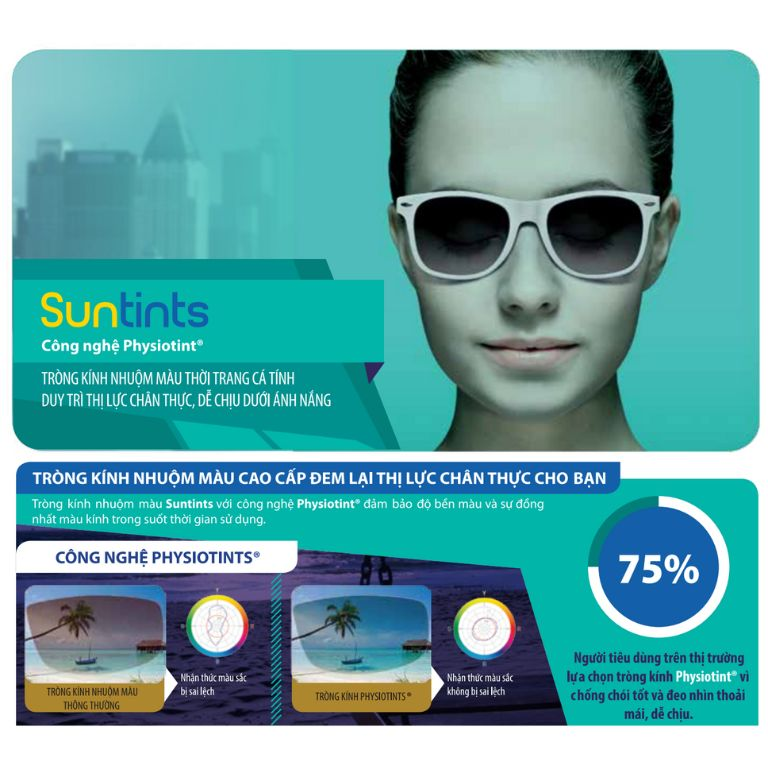 Suntints
Công nghệ Physiotint®
TRÒNG KÍNH NHUỘM MÀU THỜI TRANG CÁ TÍNH
DUY TRÌ THỊ LỰC CHÂN THỰC, DỄ CHỊU DƯỚI ÁNH NẮNG
TRÒNG KÍNH NHUỘM MÀU CAO CẤP ĐEM LẠI THỊ LỰC CHÂN THỰC CHO BẠN
Tròng kính nhuộm màu Suntints với công nghệ Physiotint® đảm bảo độ bền màu và sự đồng
nhất màu kính trong suốt thời gian sử dụng.
CÔNG NGHỆ PHYSIOTINTS®
TRÒNG KÍNH NHUỘM MÀU
THÔNG THƯỜNG
Nhận thức màu sắc
bị sai lệch
TRÒNG KÍNH PHYSIOTINTS®
Nhận thức màu sắc
không bị sai lệch
75%
Người tiêu dùng trên thị trường
lựa chọn tròng kính Physiotint® vì
chống chói tốt và đeo nhìn thoải
mái, dễ chịu.